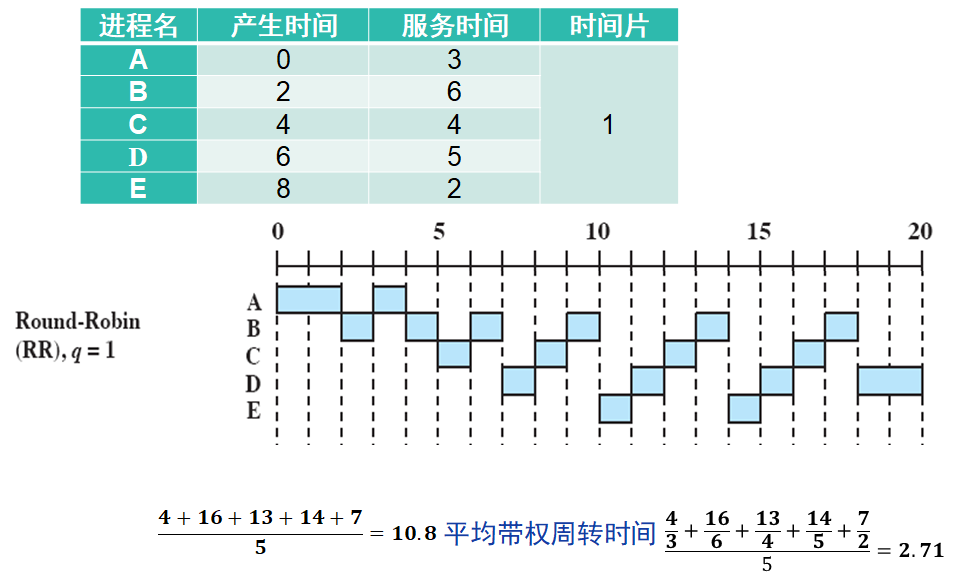 进程名 产生时间 服务时间 时间片
A 0 3
B 2 6
C 4 4 1
D 6 5
E 8 2
0 5 10 15 20
A
Round-Robin B
(RR), q = 1 C
D
E
4 + 16 + 13 + 14 + 7 / 5 = 10.8 平均带权周转时间 4/3 + 16/6 + 13/4 + 14/5 + 7/2 / 5 = 2.71